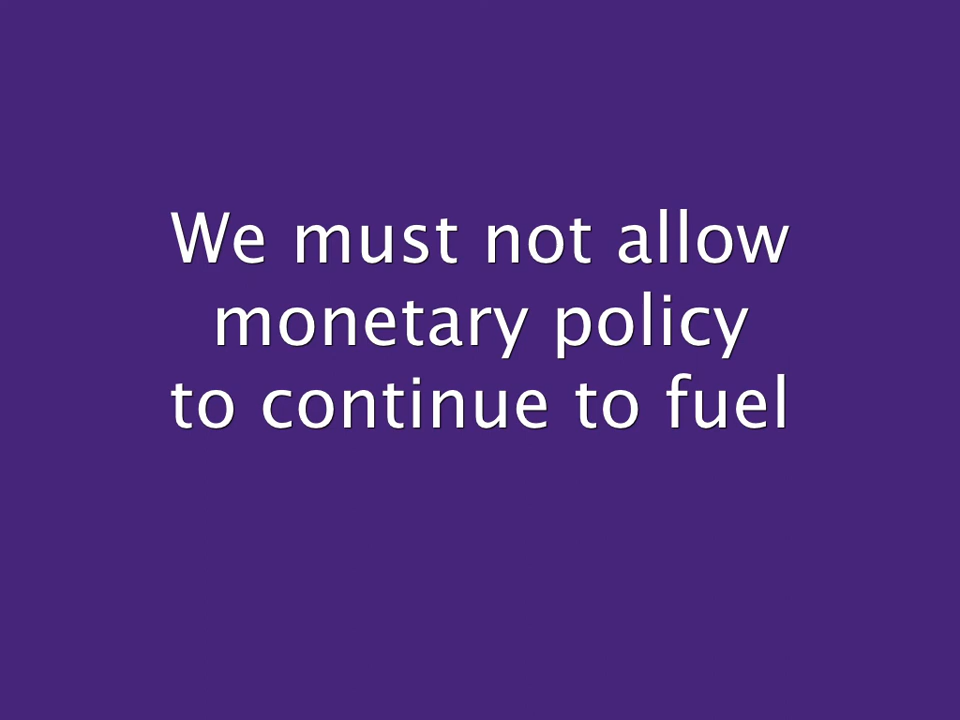 We must not allow
monetary policy
to continue to fuel